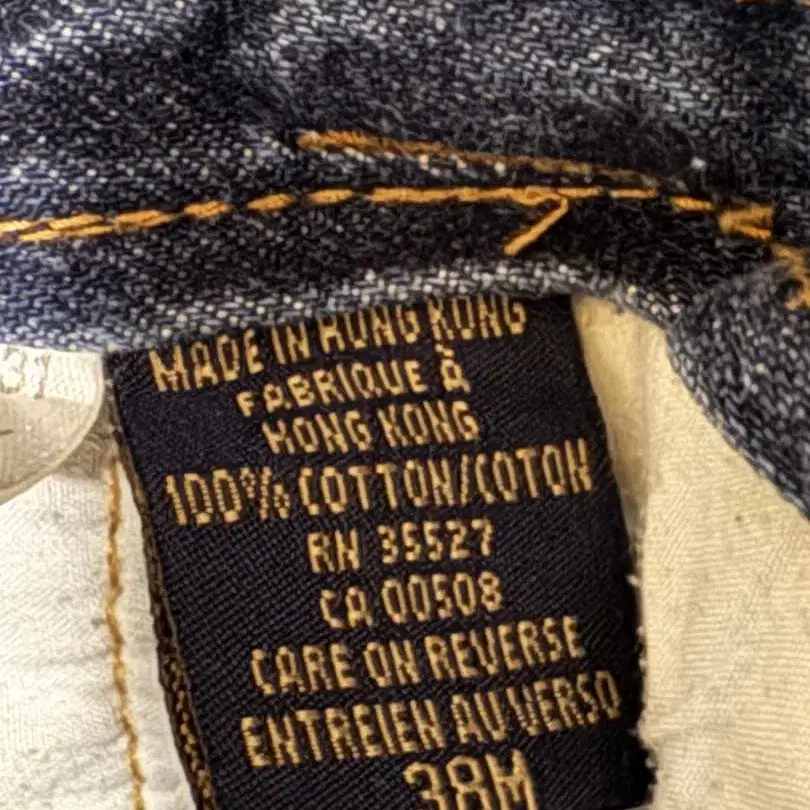 MADE IN HONG KONG
FABRIQUE À
HONG KONG
100% COTTON/COTON
RN 35527
CA 00508
CARE ON REVERSE
ENTREIEN AU VERSO
38M
31